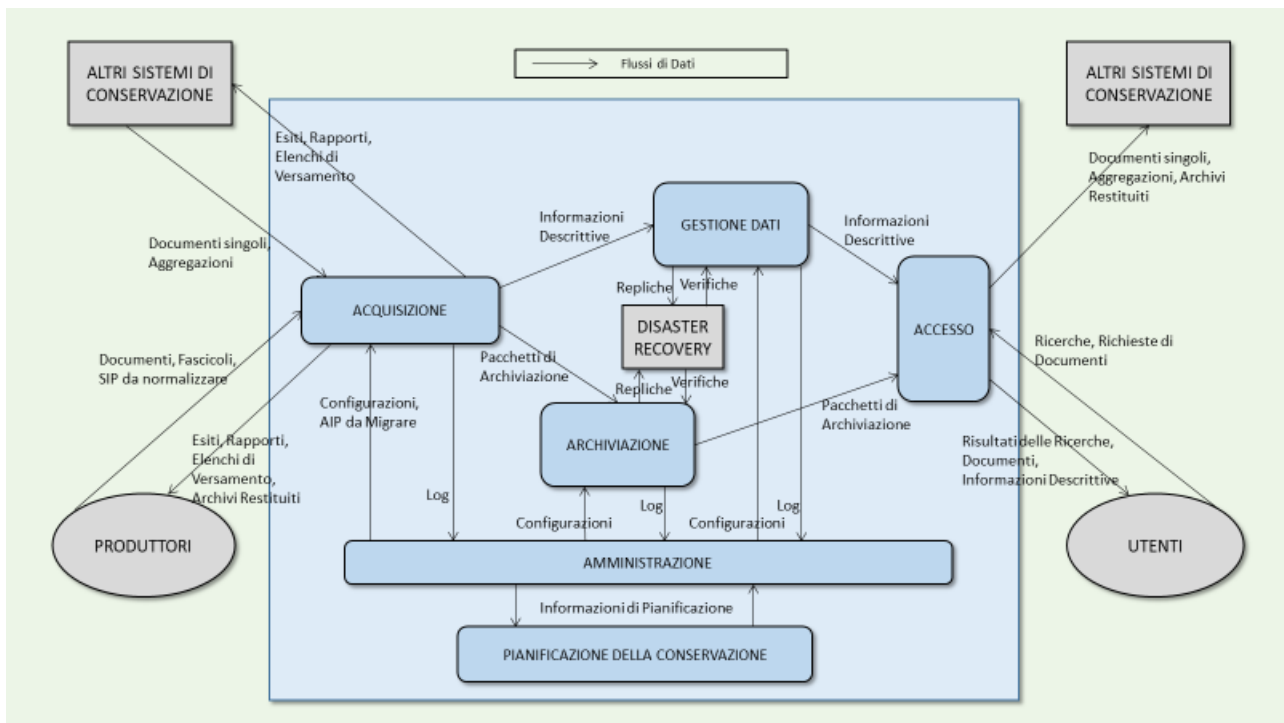 ALTRI SISTEMI DI
CONSERVAZIONE
Flussi di Dati
ALTRI SISTEMI DI
CONSERVAZIONE
Esiti, Rapporti,
Elenchi di
Versamento
Documenti singoli,
Aggregazioni, Archivi
Restituiti
Informazioni
Descrittive
GESTIONE DATI
Informazioni
Descrittive
Documenti singoli,
Aggregazioni
Repliche
Verifiche
ACQUISIZIONE
DISASTER
RECOVERY
ACCESSO
Ricerche, Richieste di
Documenti
Documenti, Fascicoli,
SIP da normalizzare
Pacchetti di
Archiviazione
Repliche
Verifiche
Configurazioni,
AIP da Migrare
Pacchetti di
Archiviazione
ARCHIVIAZIONE
Esiti, Rapporti,
Elenchi di
Versamento,
Archivi Restituiti
Risultati delle Ricerche,
Documenti,
Informazioni Descrittive
Log
Configurazioni
Log
Configurazioni
Log
PRODUTTORI
UTENTI
AMMINISTRAZIONE
Informazioni di Pianificazione
PIANIFICAZIONE DELLA CONSERVAZIONE